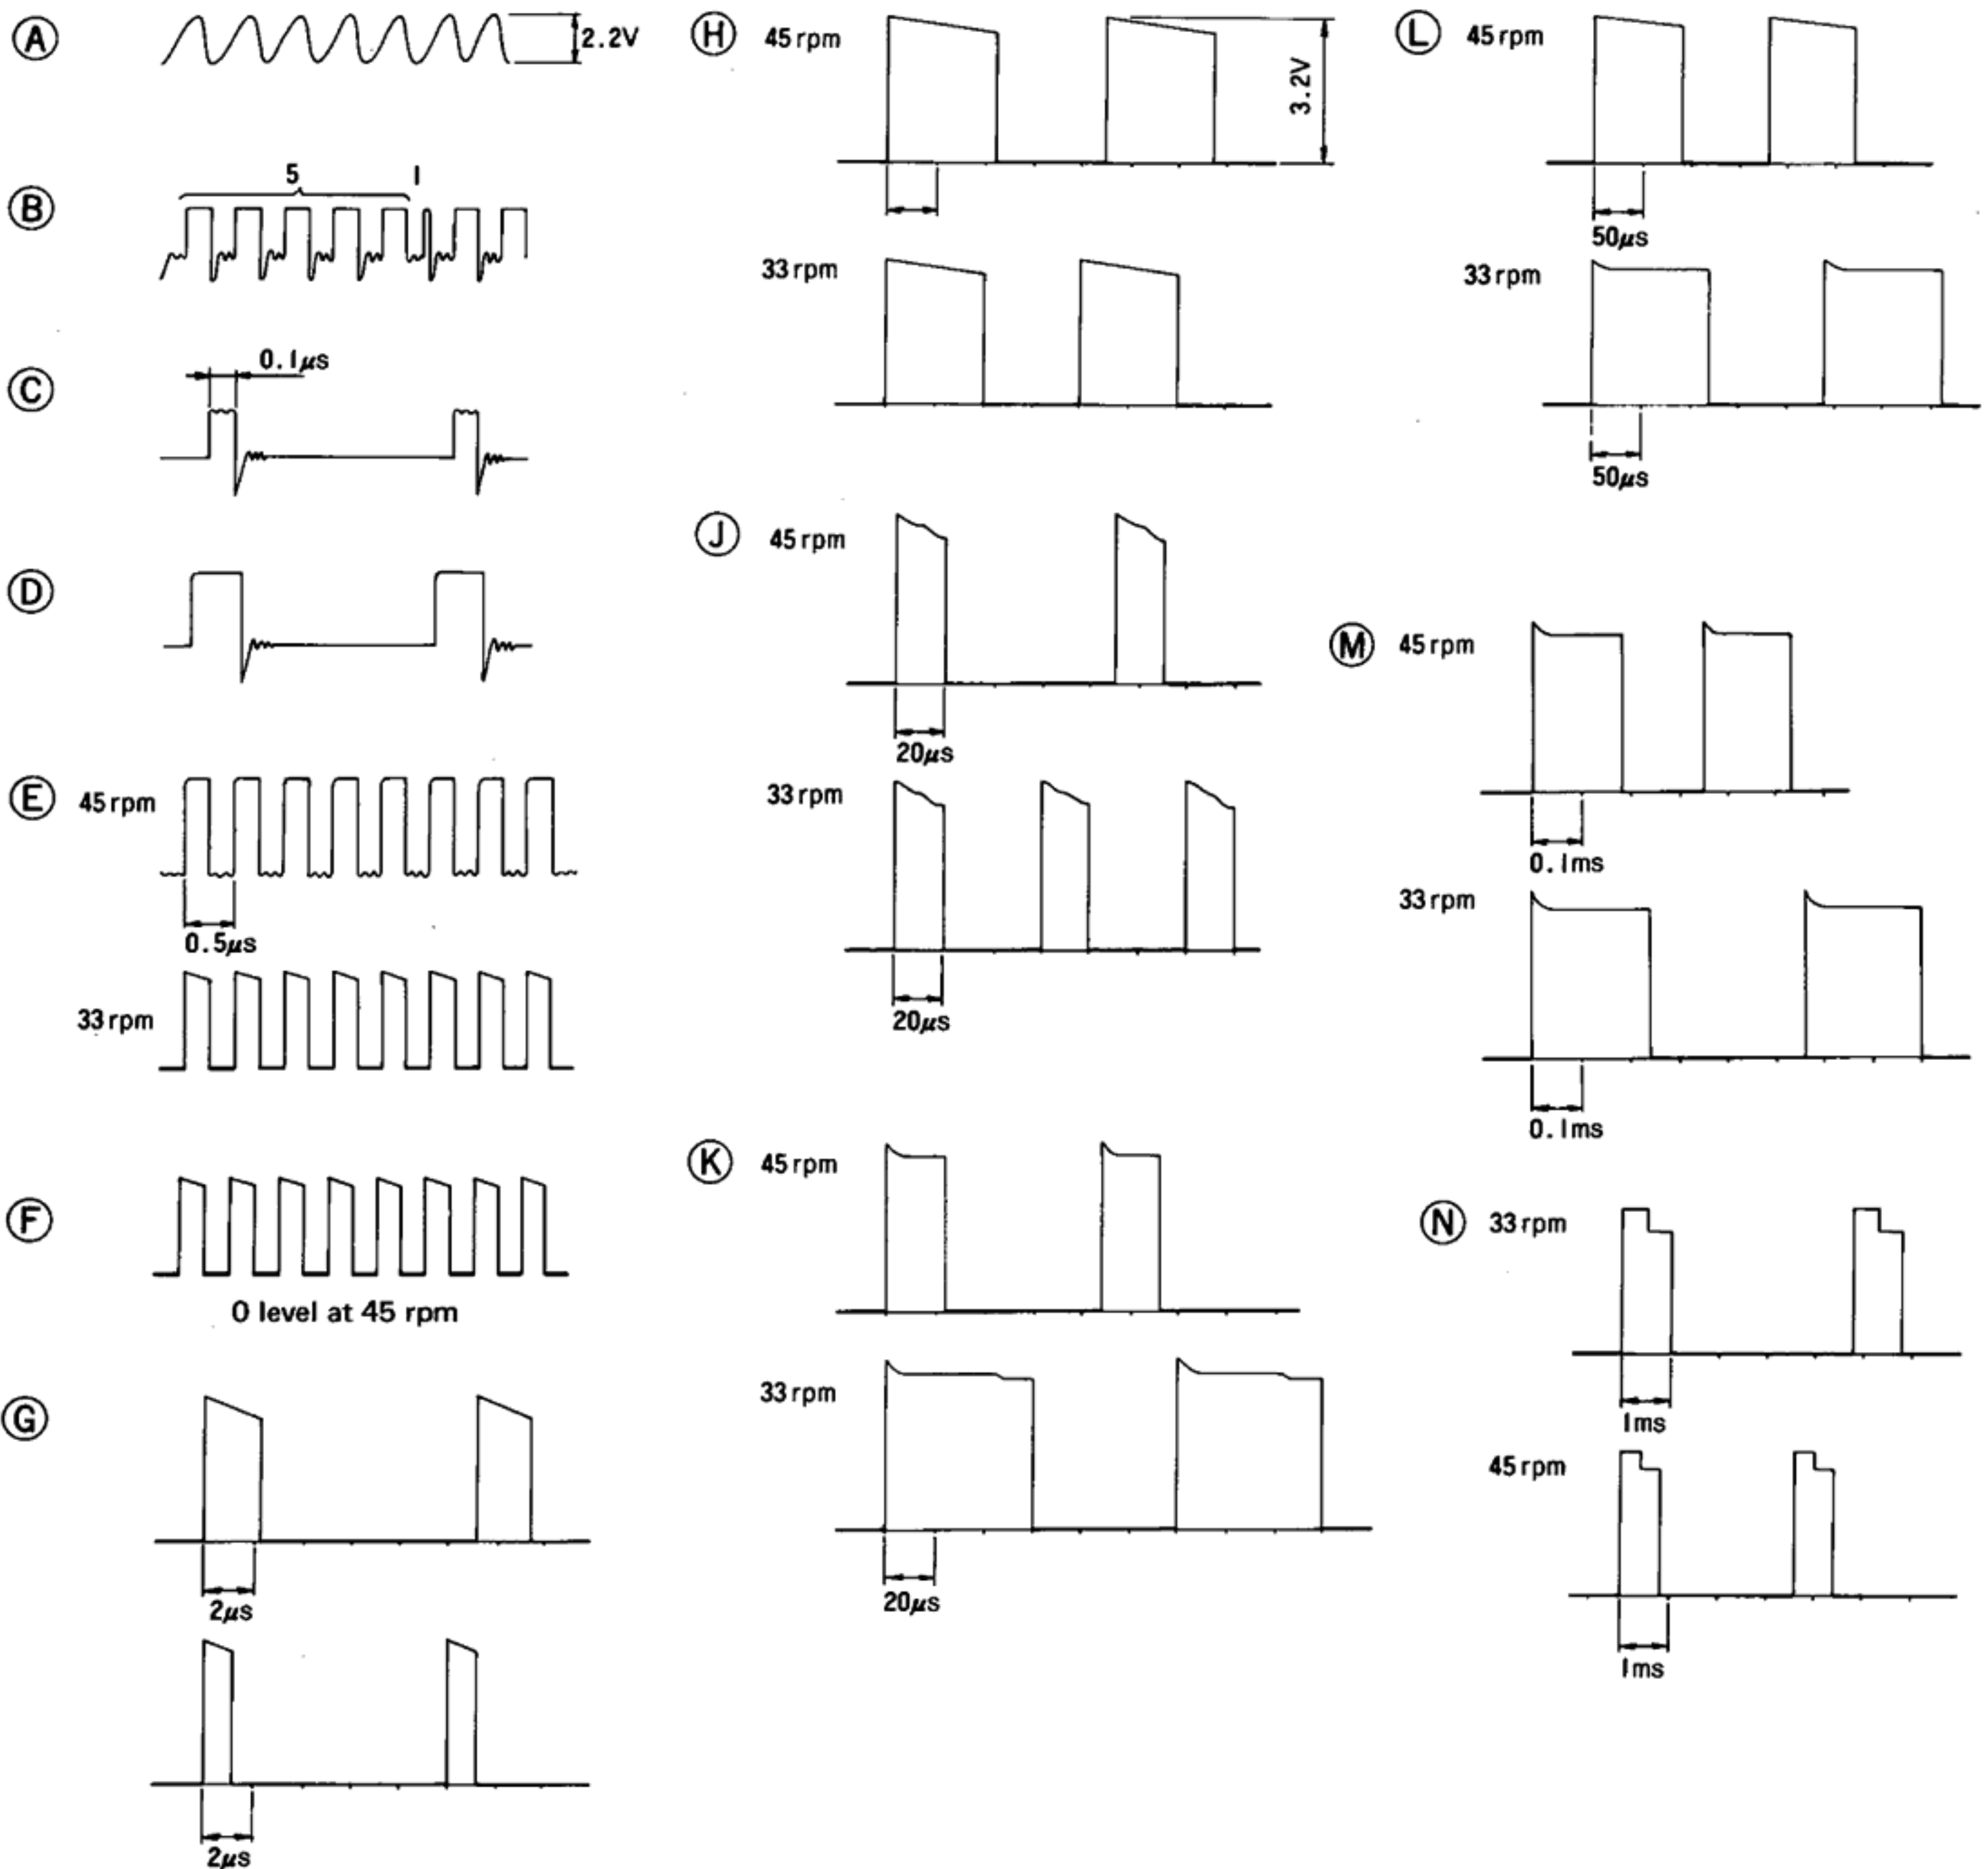 A
2.2V
B
5 1
C
0.1μs
D
E
45 rpm
0.5μs
33 rpm
F
0 level at 45 rpm
G
2μs
2μs
H
45 rpm
3.2V
33 rpm
J
45 rpm
20μs
33 rpm
20μs
K
45 rpm
33 rpm
20μs
L
45 rpm
50μs
33 rpm
50μs
M
45 rpm
0.1ms
33 rpm
0.1ms
N
33 rpm
1ms
45 rpm
1ms